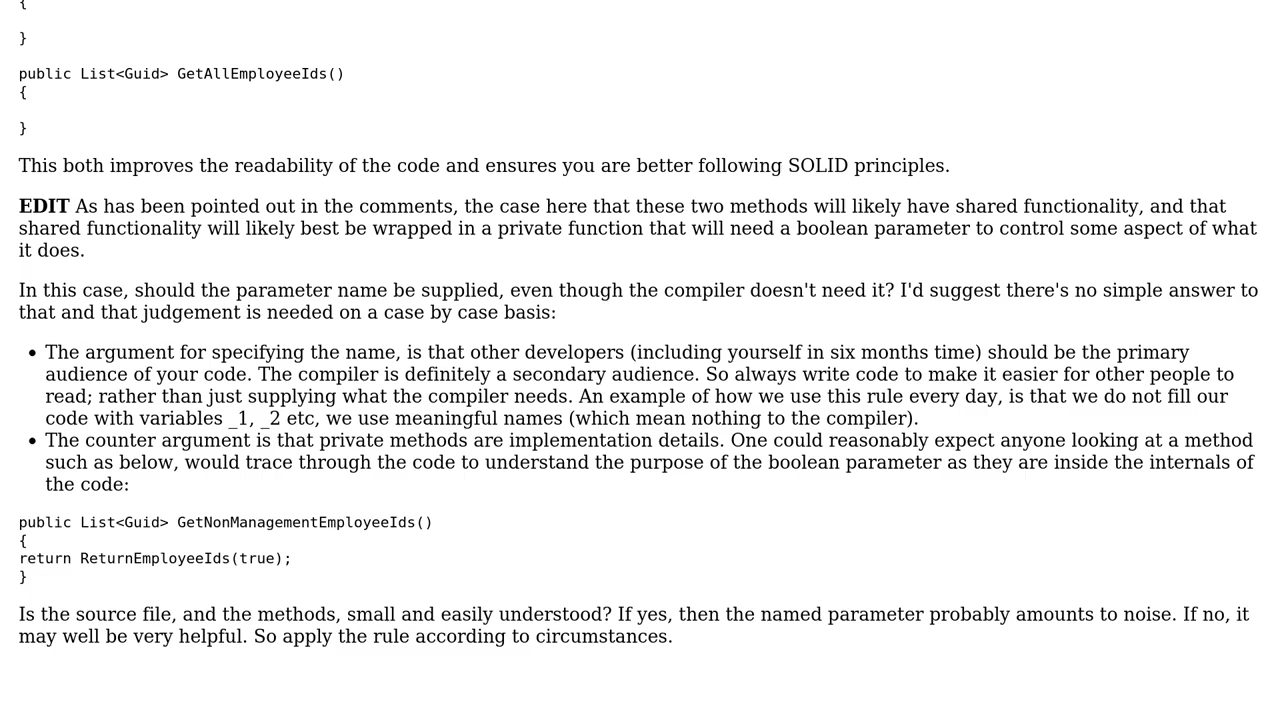 {
}
public List<Guid> GetAllEmployeeIds()
{
}
This both improves the readability of the code and ensures you are better following SOLID principles.
EDIT As has been pointed out in the comments, the case here that these two methods will likely have shared functionality, and that
shared functionality will likely best be wrapped in a private function that will need a boolean parameter to control some aspect of what
it does.
In this case, should the parameter name be supplied, even though the compiler doesn't need it? I'd suggest there's no simple answer to
that and that judgement is needed on a case by case basis:
• The argument for specifying the name, is that other developers (including yourself in six months time) should be the primary
audience of your code. The compiler is definitely a secondary audience. So always write code to make it easier for other people to
read; rather than just supplying what the compiler needs. An example of how we use this rule every day, is that we do not fill our
code with variables _1, _2 etc, we use meaningful names (which mean nothing to the compiler).
• The counter argument is that private methods are implementation details. One could reasonably expect anyone looking at a method
such as below, would trace through the code to understand the purpose of the boolean parameter as they are inside the internals of
the code:
public List<Guid> GetNonManagementEmployeeIds()
{
return ReturnEmployeeIds(true);
}
Is the source file, and the methods, small and easily understood? If yes, then the named parameter probably amounts to noise. If no, it
may well be very helpful. So apply the rule according to circumstances.